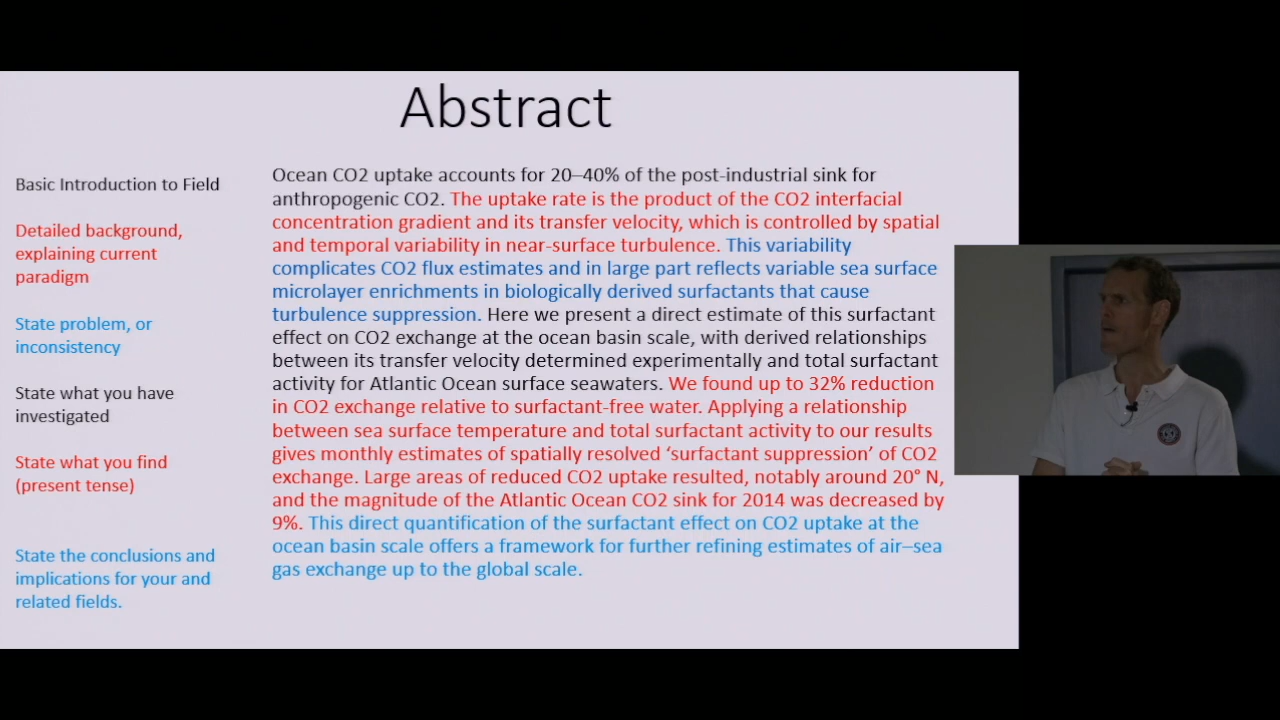 Abstract
Basic Introduction to Field
Detailed background,
explaining current
paradigm
State problem, or
inconsistency
State what you have
investigated
State what you find
(present tense)
State the conclusions and
implications for your and
related fields.
Ocean CO2 uptake accounts for 20–40% of the post-industrial sink for
anthropogenic CO2. The uptake rate is the product of the CO2 interfacial
concentration gradient and its transfer velocity, which is controlled by spatial
and temporal variability in near-surface turbulence. This variability
complicates CO2 flux estimates and in large part reflects variable sea surface
microlayer enrichments in biologically derived surfactants that cause
turbulence suppression. Here we present a direct estimate of this surfactant
effect on CO2 exchange at the ocean basin scale, with derived relationships
between its transfer velocity determined experimentally and total surfactant
activity for Atlantic Ocean surface seawaters. We found up to 32% reduction
in CO2 exchange relative to surfactant-free water. Applying a relationship
between sea surface temperature and total surfactant activity to our results
gives monthly estimates of spatially resolved ‘surfactant suppression’ of CO2
exchange. Large areas of reduced CO2 uptake resulted, notably around 20° N,
and the magnitude of the Atlantic Ocean CO2 sink for 2014 was decreased by
9%. This direct quantification of the surfactant effect on CO2 uptake at the
ocean basin scale offers a framework for further refining estimates of air–sea
gas exchange up to the global scale.